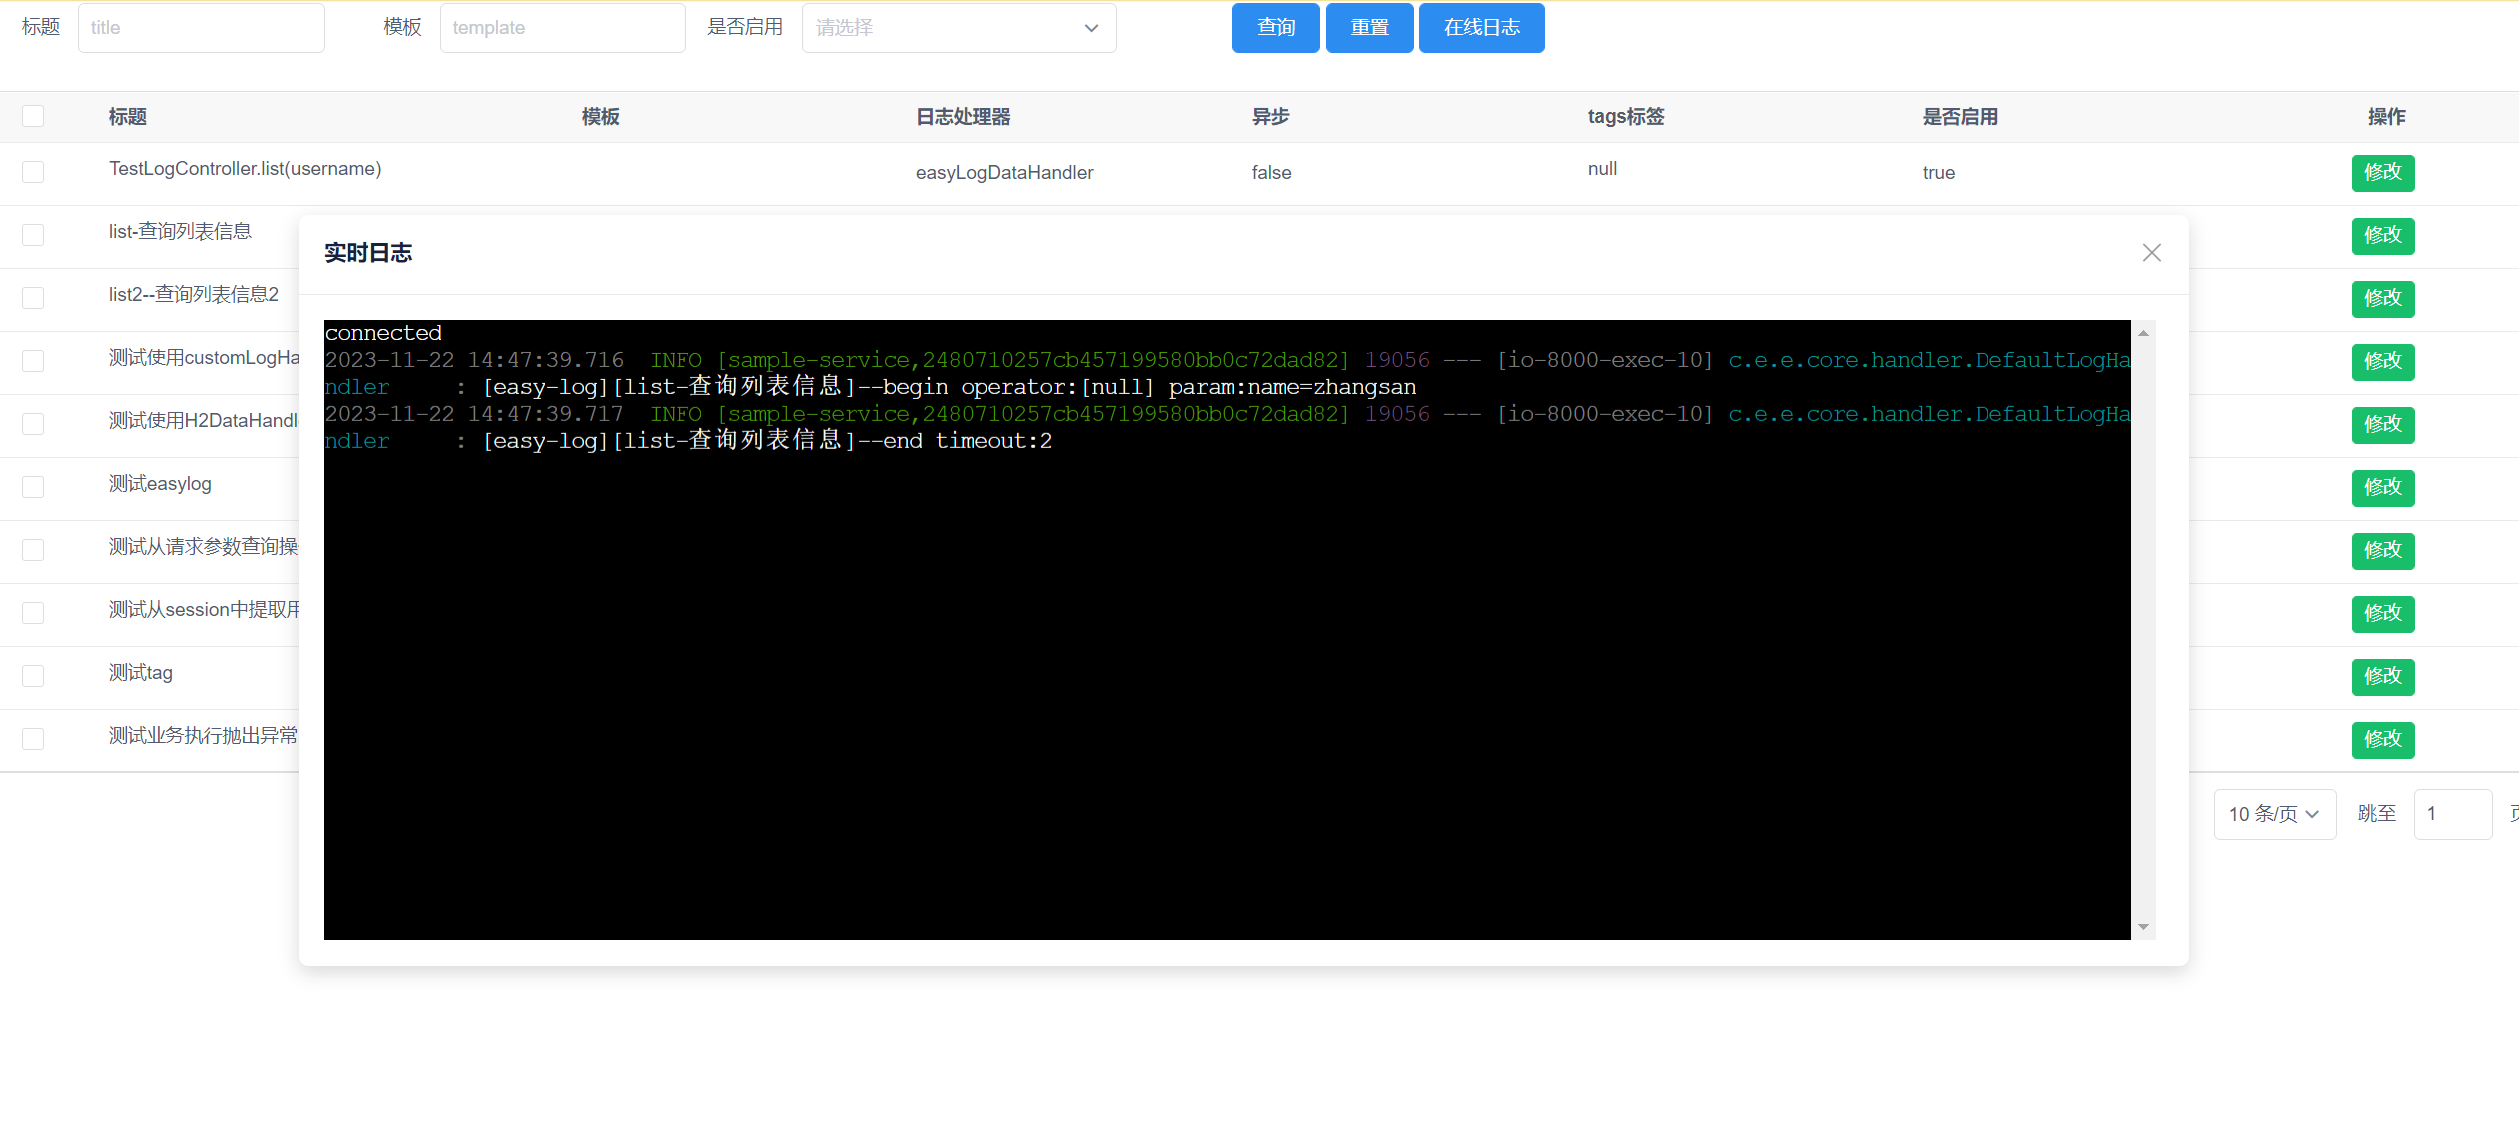 标题 title 模板 template 是否启用 请选择 查询 重置 在线日志
标题 模板 日志处理器 异步 tags标签 是否启用 操作
TestLogController.list(username) easyLogDataHandler false null true 修改
list-查询列表信息 修改
list2--查询列表信息2 修改
测试使用customLogHa 修改
测试使用H2DataHandl 修改
测试easylog 修改
测试从请求参数查询操 修改
测试从session中提取用 修改
测试tag 修改
测试业务执行抛出异常 修改
实时日志
connected
2023-11-22 14:47:39.716  INFO [sample-service,2480710257cb457199580bb0c72dad82] 19056 --- [io-8000-exec-10] c.e.e.core.handler.DefaultLogHa
ndler     : [easy-log][list-查询列表信息]--begin operator:[null] param:name=zhangsan
2023-11-22 14:47:39.717  INFO [sample-service,2480710257cb457199580bb0c72dad82] 19056 --- [io-8000-exec-10] c.e.e.core.handler.DefaultLogHa
ndler     : [easy-log][list-查询列表信息]--end timeout:2
10 条/页 跳至 1